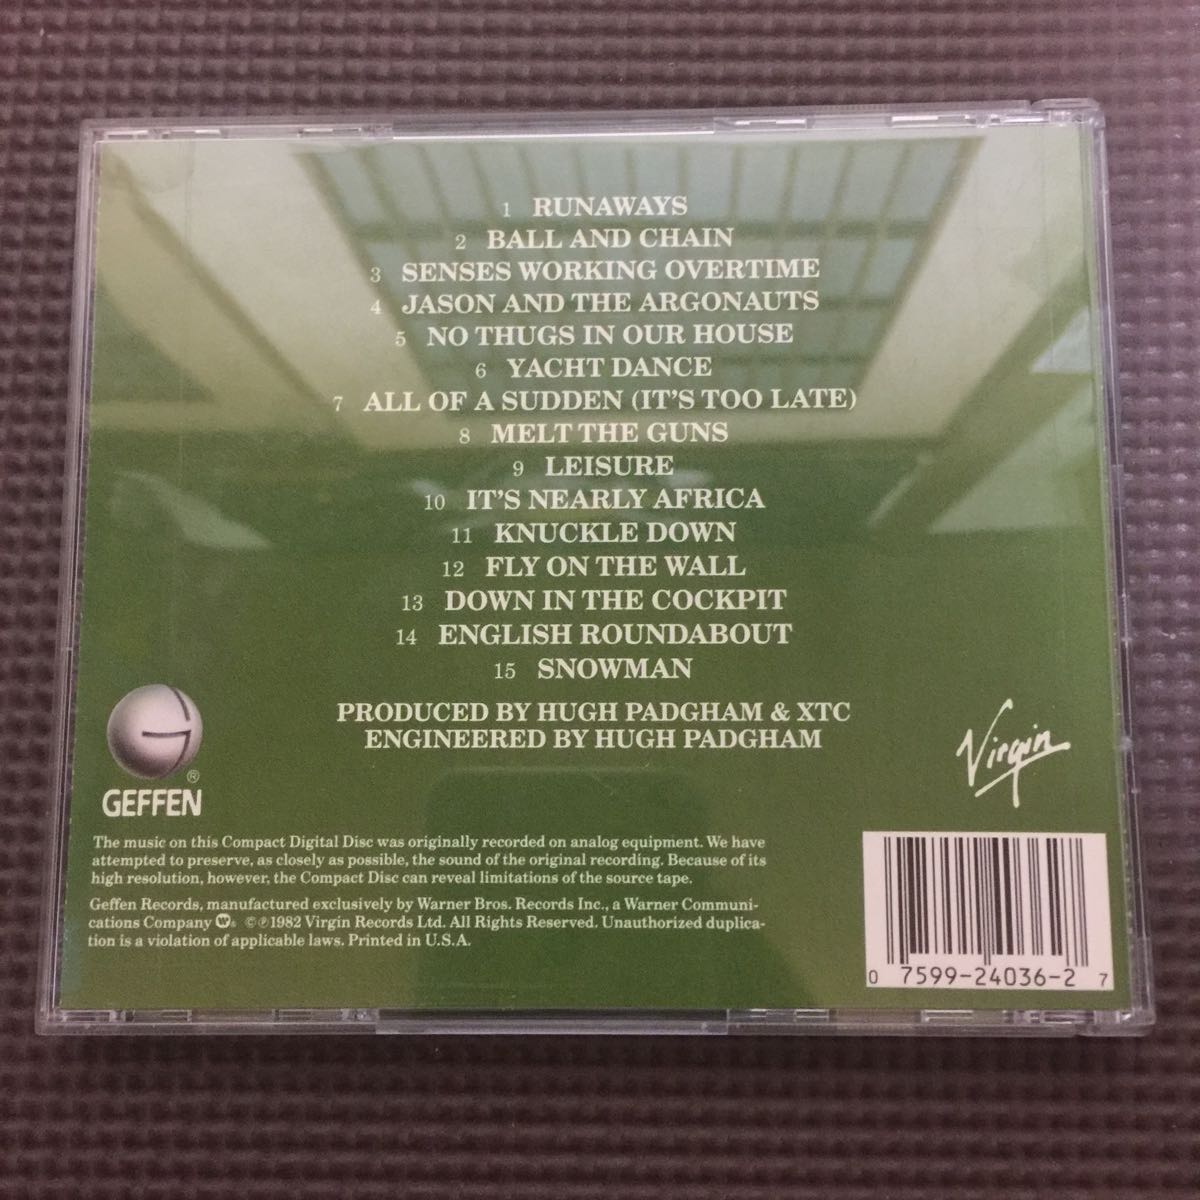 1 RUNAWAYS
2 BALL AND CHAIN
3 SENSES WORKING OVERTIME
4 JASON AND THE ARGONAUTS
5 NO THUGS IN OUR HOUSE
6 YACHT DANCE
7 ALL OF A SUDDEN (IT'S TOO LATE)
8 MELT THE GUNS
9 LEISURE
10 IT'S NEARLY AFRICA
11 KNUCKLE DOWN
12 FLY ON THE WALL
13 DOWN IN THE COCKPIT
14 ENGLISH ROUNDABOUT
15 SNOWMAN
PRODUCED BY HUGH PADGHAM & XTC
ENGINEERED BY HUGH PADGHAM
G
®
GEFFEN
Virgin
The music on this Compact Digital Disc was originally recorded on analog equipment. We have
attempted to preserve, as closely as possible, the sound of the original recording. Because of its
high resolution, however, the Compact Disc can reveal limitations of the source tape.
Geffen Records, manufactured exclusively by Warner Bros. Records Inc., a Warner Communi-
cations Company W ® ©℗1982 Virgin Records Ltd. All Rights Reserved. Unauthorized duplica-
tion is a violation of applicable laws. Printed in U.S.A.
0 7599-24036-2 7